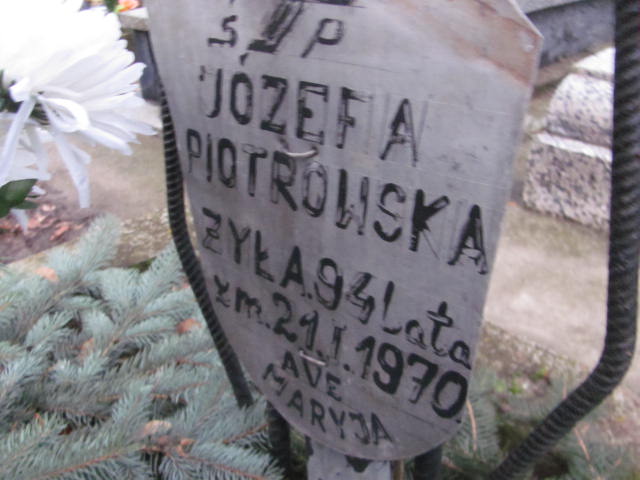 Ś P
JÓZEFA
PIOTROWSKA
ŻYŁA.94 Lata
zm.21.I.1970
AVE
MARYJA